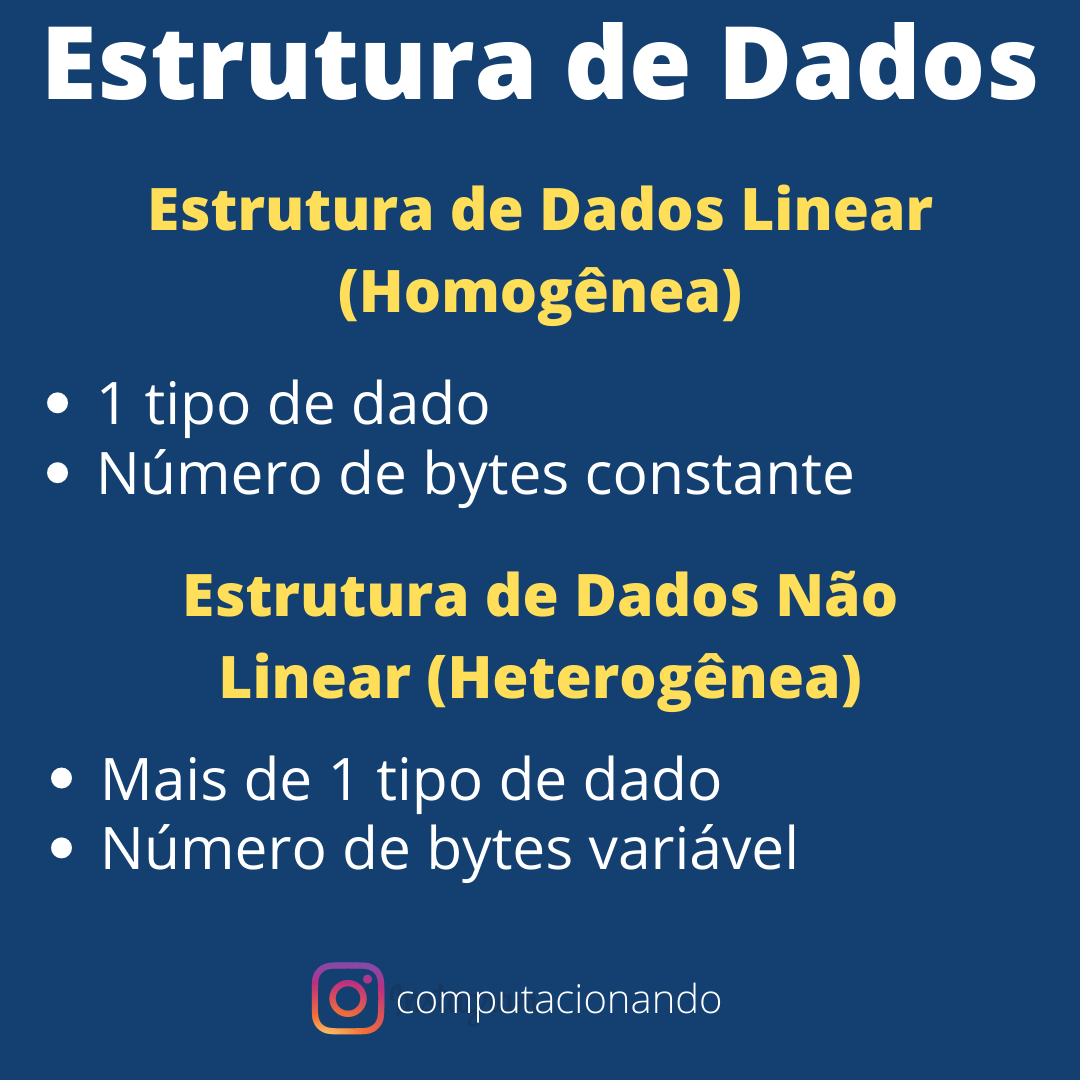 Estrutura de Dados
Estrutura de Dados Linear
(Homogênea)
• 1 tipo de dado
• Número de bytes constante
Estrutura de Dados Não
Linear (Heterogênea)
• Mais de 1 tipo de dado
• Número de bytes variável
computacionando